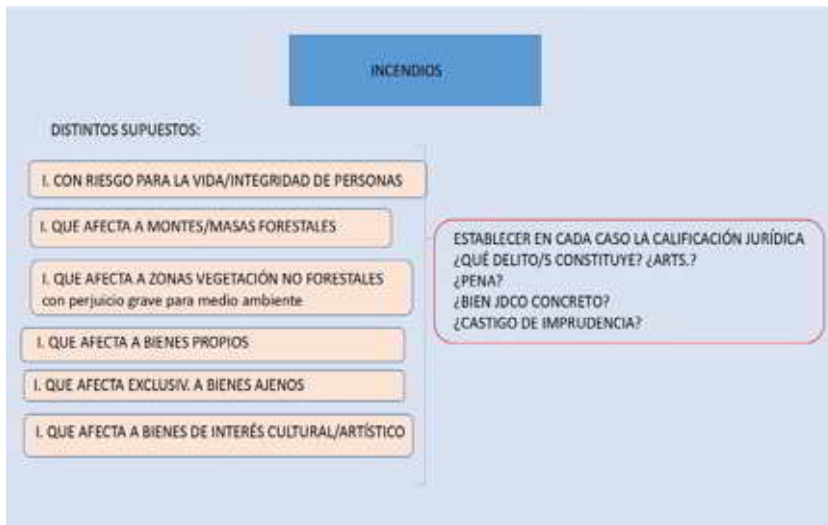 INCENDIOS
DISTINTOS SUPUESTOS:
I. CON RIESGO PARA LA VIDA/INTEGRIDAD DE PERSONAS
I. QUE AFECTA A MONTES/MASAS FORESTALES
I. QUE AFECTA A ZONAS VEGETACIÓN NO FORESTALES
con perjuicio grave para medio ambiente
I. QUE AFECTA A BIENES PROPIOS
I. QUE AFECTA EXCLUSIV. A BIENES AJENOS
I. QUE AFECTA A BIENES DE INTERÉS CULTURAL/ARTÍSTICO
ESTABLECER EN CADA CASO LA CALIFICACIÓN JURÍDICA
¿QUÉ DELITO/S CONSTITUYE? ¿ARTS.?
¿PENA?
¿BIEN JDCO CONCRETO?
¿CASTIGO DE IMPRUDENCIA?